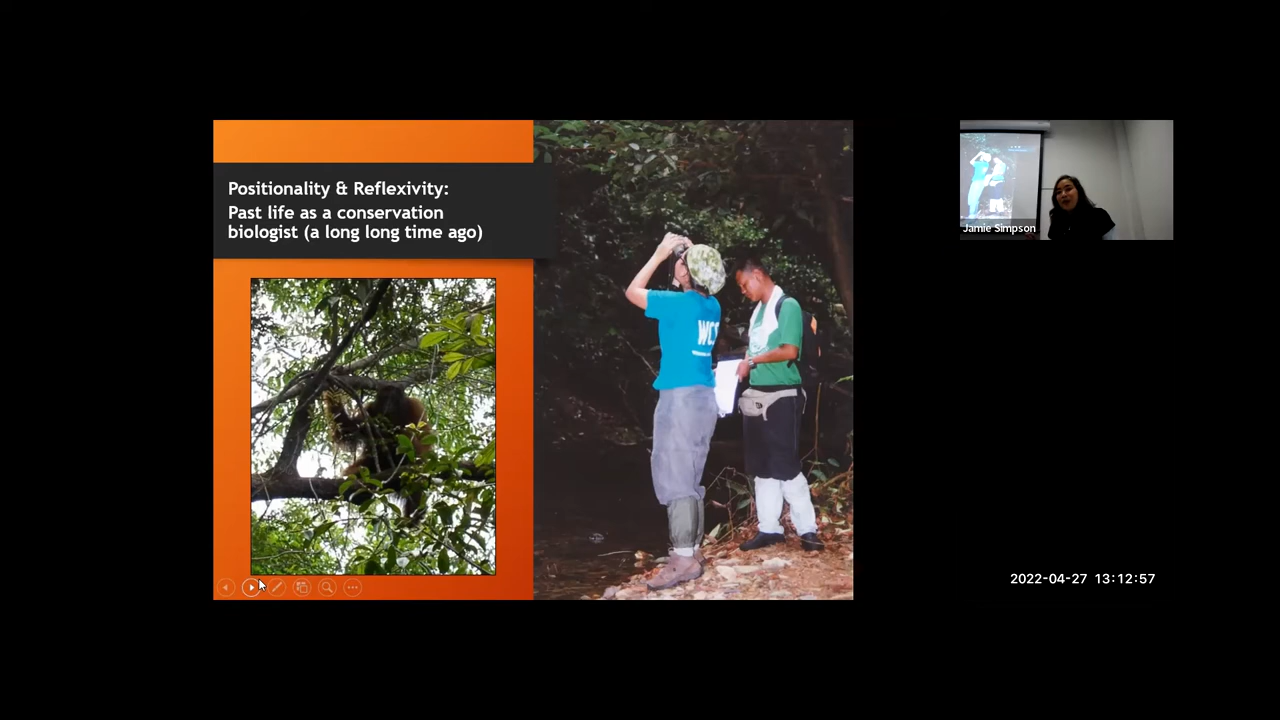 Positionality & Reflexivity:
Past life as a conservation
biologist (a long long time ago)
WCS
Jamie Simpson
2022-04-27 13:12:57